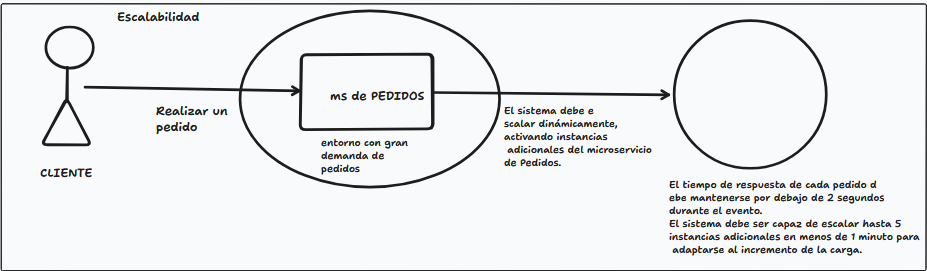 Escalabilidad
Realizar un
pedido
CLIENTE
ms de PEDIDOS
entorno con gran
demanda de
pedidos
El sistema debe e
scalar dinámicamente,
activando instancias
adicionales del microservicio
de Pedidos.
El tiempo de respuesta de cada pedido d
ebe mantenerse por debajo de 2 segundos
durante el evento.
El sistema debe ser capaz de escalar hasta 5
instancias adicionales en menos de 1 minuto para
adaptarse al incremento de la carga.